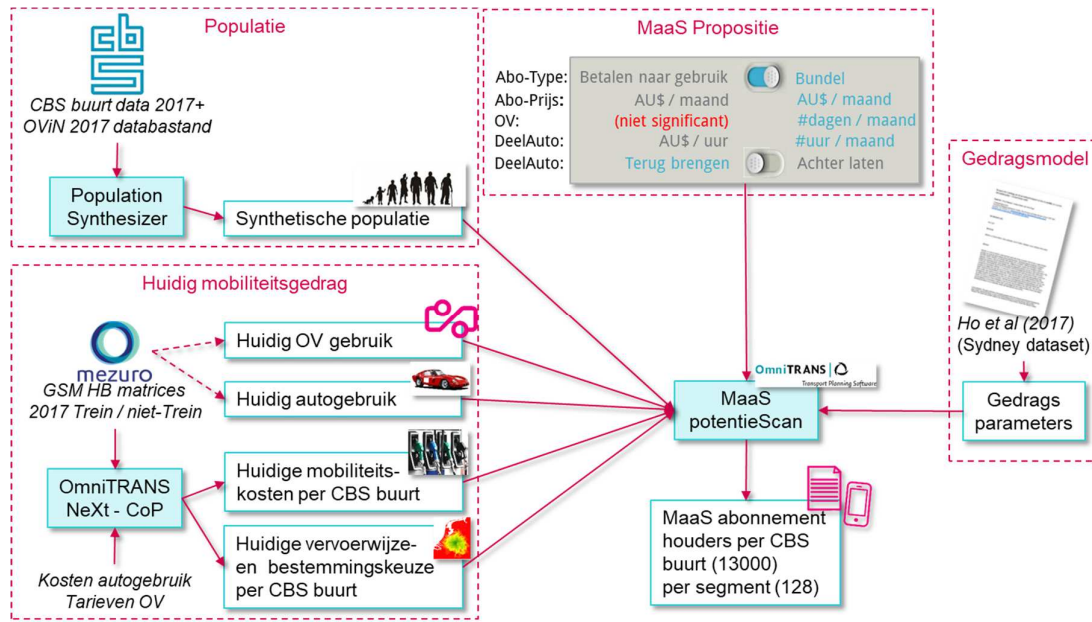 Populatie
cbs
CBS buurt data 2017+
OViN 2017 databastand
Population
Synthesizer
Synthetische populatie
MaaS Propositie
Abo-Type: Betalen naar gebruik Bundel
Abo-Prijs: AU$ / maand AU$ / maand
OV: (niet significant) #dagen / maand
DeelAuto: AU$ / uur #uur / maand
DeelAuto: Terug brengen Achter laten
Gedragsmodel
Ho et al (2017)
(Sydney dataset)
Gedrags
parameters
Huidig mobiliteitsgedrag
mezuro
GSM HB matrices
2017 Trein / niet-Trein
OmniTRANS
NeXt - CoP
Kosten autogebruik
Tarieven OV
Huidig OV gebruik
Huidig autogebruik
Huidige mobiliteits-
kosten per CBS buurt
Huidige vervoerwijze-
en bestemmingskeuze
per CBS buurt
OmniTRANS
Transport Planning Software
MaaS
potentieScan
MaaS abonnement
houders per CBS
buurt (13000)
per segment (128)